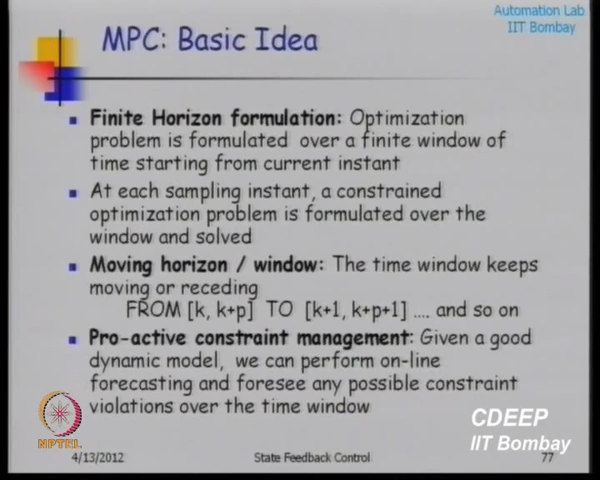 Automation Lab
IIT Bombay
MPC: Basic Idea
Finite Horizon formulation: Optimization
problem is formulated over a finite window of
time starting from current instant
At each sampling instant, a constrained
optimization problem is formulated over the
window and solved
Moving horizon / window: The time window keeps
moving or receding
FROM [k, k+p] TO [k+1, k+p+1] .... and so on
Pro-active constraint management: Given a good
dynamic model, we can perform on-line
forecasting and foresee any possible constraint
violations over the time window
NPTEL
CDEEP
IIT Bombay
4/13/2012
State Feedback Control
77